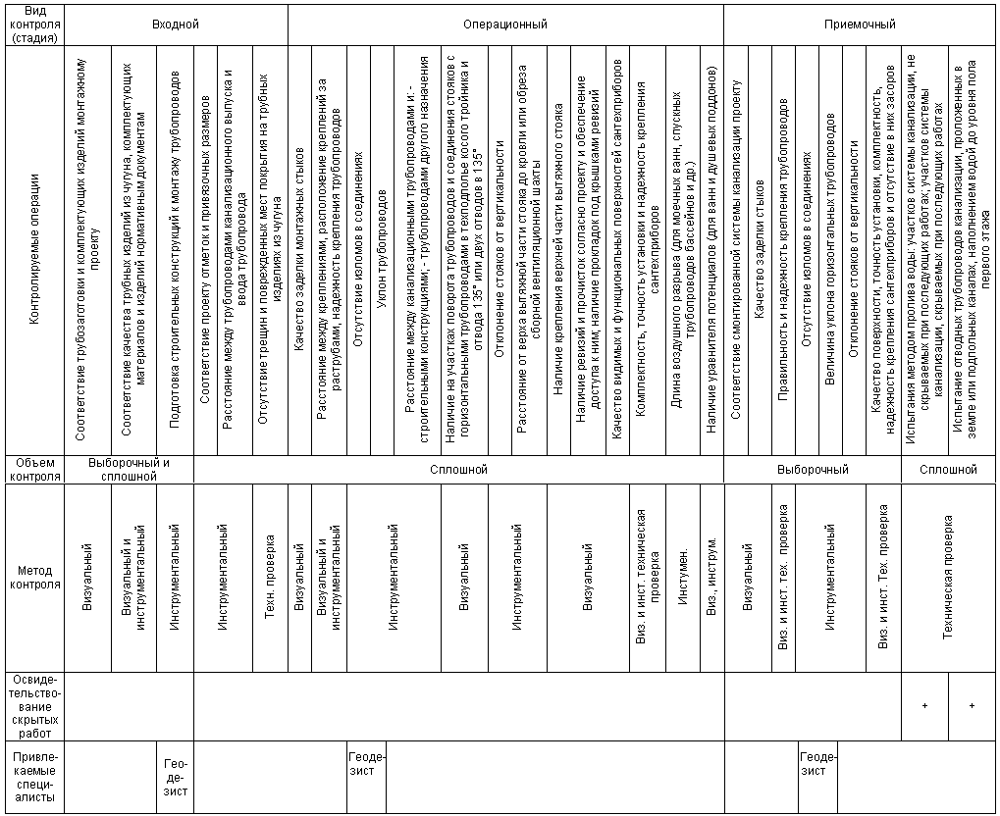 Вид
контроля
(стадия)
Входной
Операционный
Приемочный
Контролируемые операции
Соответствие трубозаготовки и комплектующих изделий монтажному
проекту
Соответствие качества трубных изделий из чугуна, комплектующих
материалов и изделий нормативным документам
Подготовка строительных конструкций к монтажу трубопроводов
Соответствие проекту отметок и привязочных размеров
Расстояние между трубопроводами канализационного выпуска и
ввода трубопровода
Отсутствие трещин и поврежденных мест покрытия на трубных
изделиях из чугуна
Качество заделки монтажных стыков
Расстояние между креплениями, расположение креплений за
раструбами, надежность крепления трубопроводов
Отсутствие изломов в соединениях
Уклон трубопроводов
Расстояние между канализационными трубопроводами и: -
строительными конструкциями; - трубопроводами другого назначения
Наличие на участках поворота трубопроводов и соединения стояков с
горизонтальными трубопроводами в техподполье косого тройника и
отвода 135° или двух отводов в 135°
Отклонение стояков от вертикальности
Расстояние от верха вытяжной части стояка до кровли или обреза
сборной вентиляционной шахты
Наличие крепления верхней части вытяжного стояка
Наличие ревизий и прочисток согласно проекту и обеспечение
доступа к ним, наличие прокладок под крышками ревизий
Качество видимых и функциональных поверхностей сантехприборов
Комплектность, точность установки и надежность крепления
сантехприборов
Длина воздушного разрыва (для моечных ванн, спускных
трубопроводов бассейнов и др.)
Наличие уравнителя потенциалов (для ванн и душевых поддонов)
Соответствие смонтированной системы канализации проекту
Качество заделки стыков
Правильность и надежность крепления трубопроводов
Отсутствие изломов в соединениях
Величина уклона горизонтальных трубопроводов
Отклонение стояков от вертикальности
Качество поверхности, точность установки, комплектность,
надежность крепления сантехприборов и отсутствие в них засоров
Испытания методом пролива воды: участков системы канализации, не
скрываемых при последующих работах; участков системы
канализации, скрываемых при последующих работах
Испытание отводных трубопроводов канализации, проложенных в
земле или подпольных каналах, наполнением водой до уровня пола
первого этажа
Объем
контроля
Выборочный и
сплошной
Сплошной
Выборочный
Сплошной
Метод
контроля
Визуальный
Визуальный и
инструментальный
Инструментальный
Инструментальный
Техн. проверка
Визуальный
Визуальный и
инструментальный
Инструментальный
Визуальный
Инструментальный
Визуальный
Виз. и инст. техническая
проверка
Инстумен.
Виз., инструм.
Визуальный
Виз. и инст. тех. проверка
Инструментальный
Виз. и инст. Тех. проверка
Техническая проверка
Освиде-
тельство-
вание
скрытых
работ
+
+
Привле-
каемые
специ-
алисты
Гео-
де-
зист
Геоде-
зист
Геоде-
зист